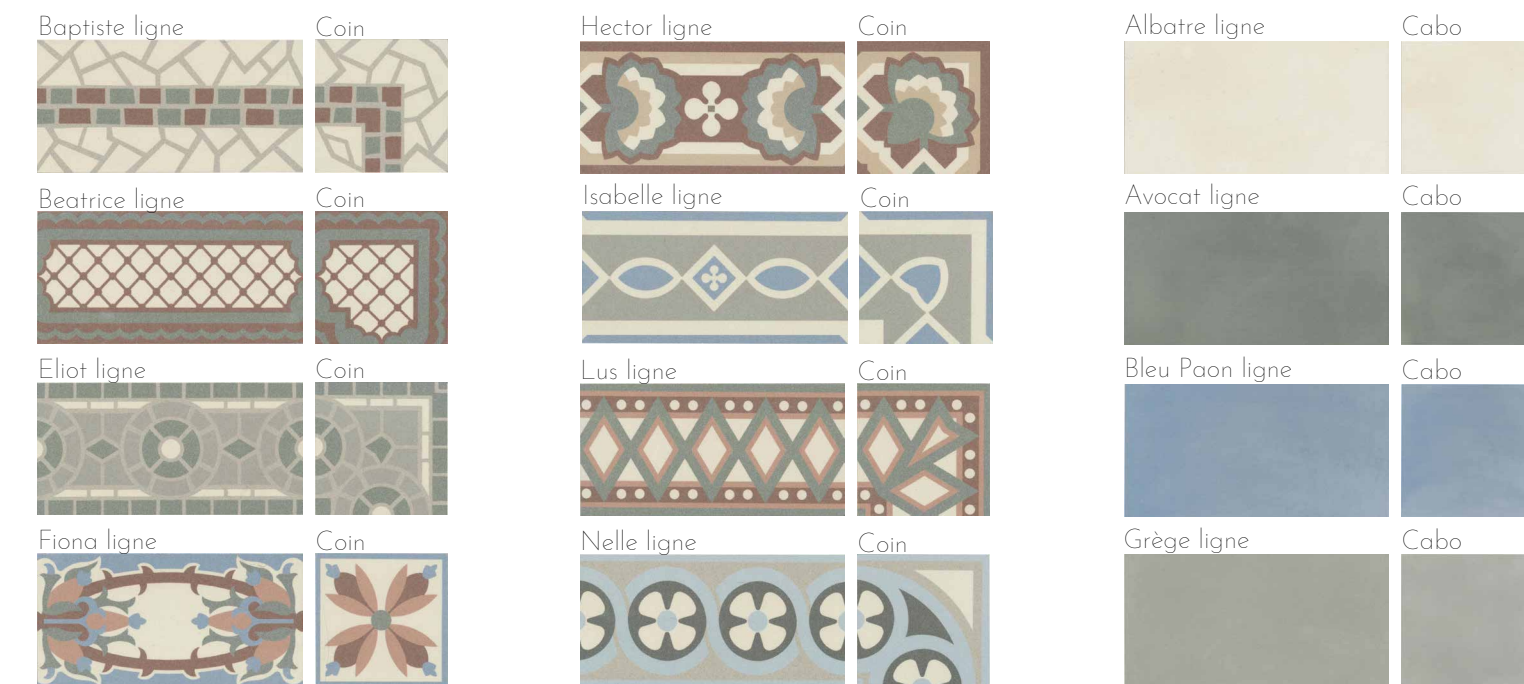 Baptiste ligne Coin Hector ligne Coin Albatre ligne Cabo
Beatrice ligne Coin Isabelle ligne Coin Avocat ligne Cabo
Eliot ligne Coin Lus ligne Coin Bleu Paon ligne Cabo
Fiona ligne Coin Nelle ligne Coin Grège ligne Cabo